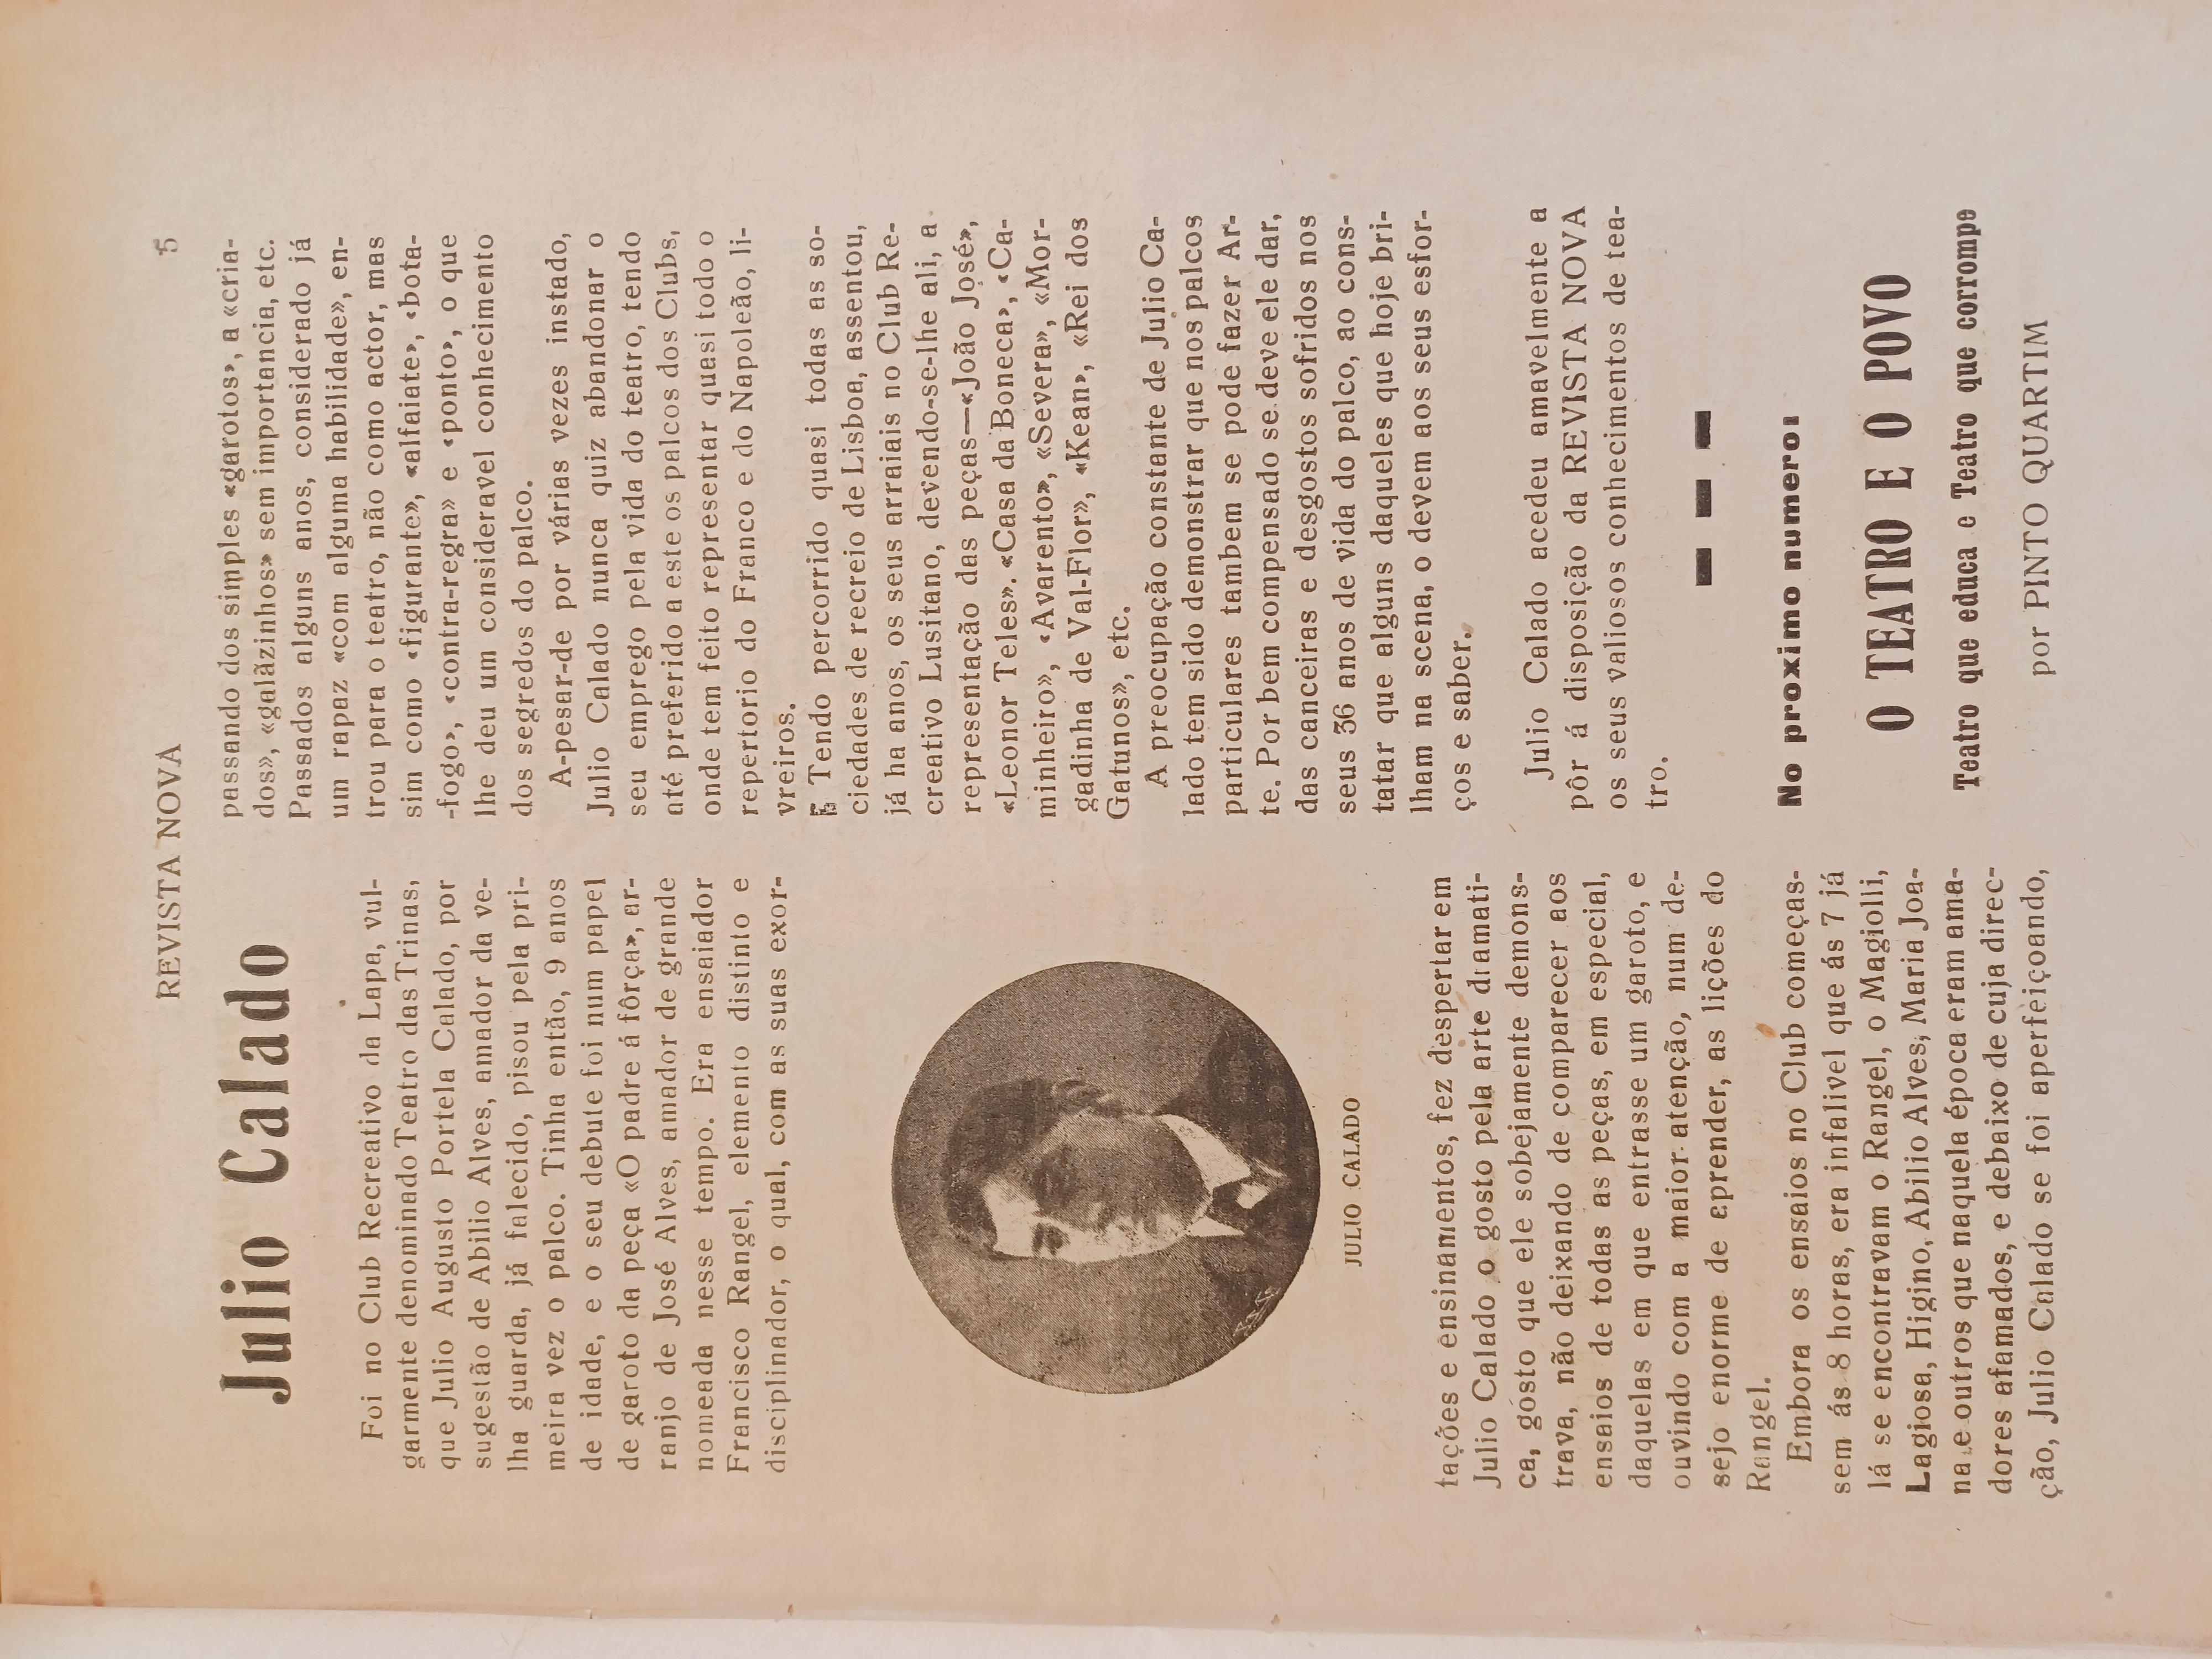 REVISTA NOVA 5
Julio Calado
Foi no Club Recreativo da Lapa, vul-
garmente denominado Teatro das Trinas,
que Julio Augusto Portela Calado, por
sugestão de Abilio Alves, amador da ve-
lha guarda, já falecido, pisou pela pri-
meira vez o palco. Tinha então, 9 anos
de idade, e o seu debute foi num papel
de garoto da peça «O padre á fôrça», ar-
ranjo de José Alves, amador de grande
nomeada nesse tempo. Era ensaiador
Francisco Rangel, elemento distinto e
disciplinador, o qual, com as suas exor-
JULIO CALADO
tações e ensinamentos, fez despertar em
Julio Calado o gosto pela arte dramati-
ca, gôsto que ele sobejamente demons-
trava, não deixando de comparecer aos
ensaios de todas as peças, em especial,
daquelas em que entrasse um garoto, e
ouvindo com a maior atenção, num de-
sejo enorme de aprender, as lições do
Rangel.
Embora os ensaios no Club começas-
sem ás 8 horas, era infalivel que ás 7 já
lá se encontravam o Rangel, o Magiolli,
Lagiosa, Higino, Abilio Alves, Maria Joa-
na e outros que naquela época eram ama-
dores afamados, e debaixo de cuja direc-
ção, Julio Calado se foi aperfeiçoando,
passando dos simples «garotos», a «cria-
dos», «galãzinhos» sem importancia, etc.
Passados alguns anos, considerado já
um rapaz «com alguma habilidade», en-
trou para o teatro, não como actor, mas
sim como «figurante», «alfaiate», «bota-
-fogo», «contra-regra» e «ponto», o que
lhe deu um consideravel conhecimento
dos segredos do palco.
A-pesar-de por várias vezes instado,
Julio Calado nunca quiz abandonar o
seu emprego pela vida do teatro, tendo
até preferido a este os palcos dos Clubs,
onde tem feito representar quasi todo o
repertorio do Franco e do Napoleão, li-
vreiros.
Tendo percorrido quasi todas as so-
ciedades de recreio de Lisboa, assentou,
já ha anos, os seus arraiais no Club Re-
creativo Lusitano, devendo-se-lhe ali, a
representação das peças—«João José»,
«Leonor Teles». «Casa da Boneca», «Ca-
minheiro», «Avarento», «Severa», «Mor-
gadinha de Val-Flor», «Kean», «Rei dos
Gatunos», etc.
A preocupação constante de Julio Ca-
lado tem sido demonstrar que nos palcos
particulares tambem se pode fazer Ar-
te. Por bem compensado se deve ele dar,
das canceiras e desgostos sofridos nos
seus 36 anos de vida do palco, ao cons-
tatar que alguns daqueles que hoje bri-
lham na scena, o devem aos seus esfor-
ços e saber.
Julio Calado acedeu amavelmente a
pôr á disposição da REVISTA NOVA
os seus valiosos conhecimentos de tea-
tro.
No proximo numero:
O TEATRO E O POVO
Teatro que educa e Teatro que corrompe
por PINTO QUARTIM